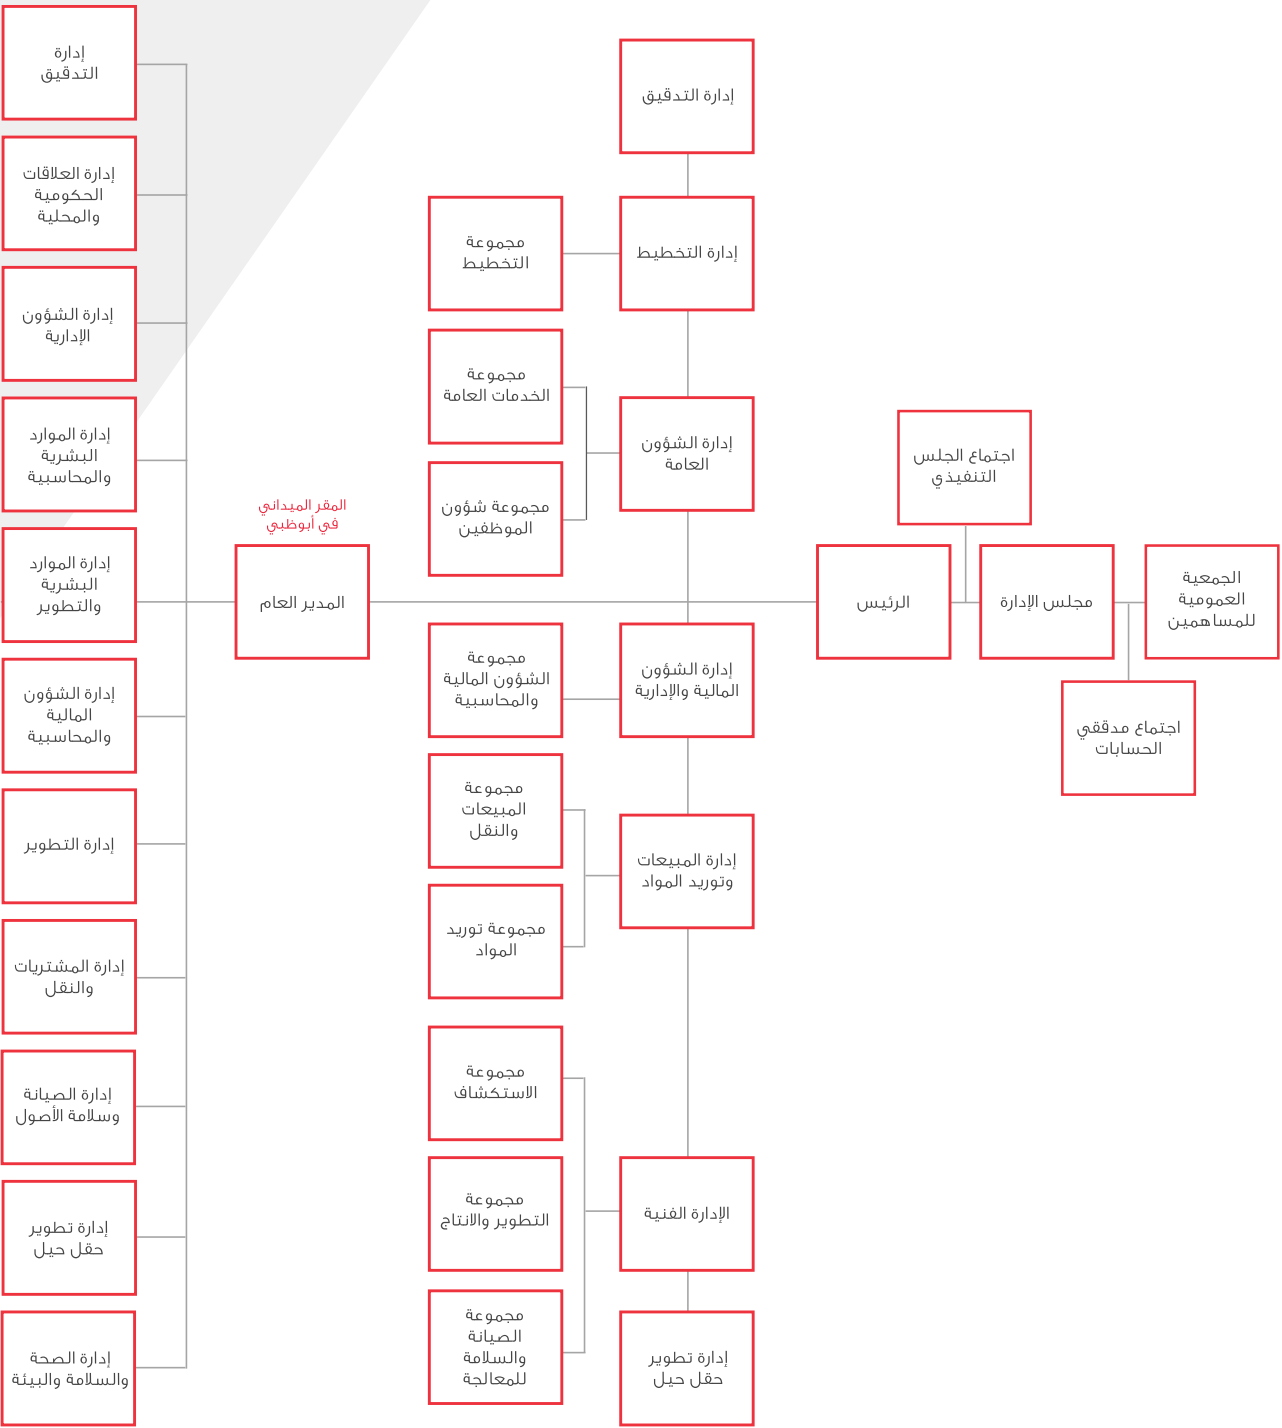 الجمعية
العمومية
للمساهمين
اجتماع مدققي
الحسابات
مجلس الإدارة
اجتماع الجلس
التنفيذي
الرئيس
إدارة التدقيق
إدارة التخطيط
مجموعة
التخطيط
إدارة الشؤون
العامة
مجموعة
الخدمات العامة
مجموعة شؤون
الموظفين
إدارة الشؤون
المالية والإدارية
مجموعة
الشؤون المالية
والمحاسبية
إدارة المبيعات
وتوريد المواد
مجموعة
المبيعات
والنقل
مجموعة توريد
المواد
الإدارة الفنية
مجموعة
الاستكشاف
مجموعة
التطوير والانتاج
مجموعة
الصيانة
والسلامة
للمعالجة
إدارة تطوير
حقل حيل
المقر الميداني
في أبوظبي
المدير العام
إدارة
التدقيق
إدارة العلاقات
الحكومية
والمحلية
إدارة الشؤون
الإدارية
إدارة الموارد
البشرية
والمحاسبية
إدارة الموارد
البشرية
والتطوير
إدارة الشؤون
المالية
والمحاسبية
إدارة التطوير
إدارة المشتريات
والنقل
إدارة الصيانة
وسلامة الأصول
إدارة تطوير
حقل حيل
إدارة الصحة
والسلامة والبيئة